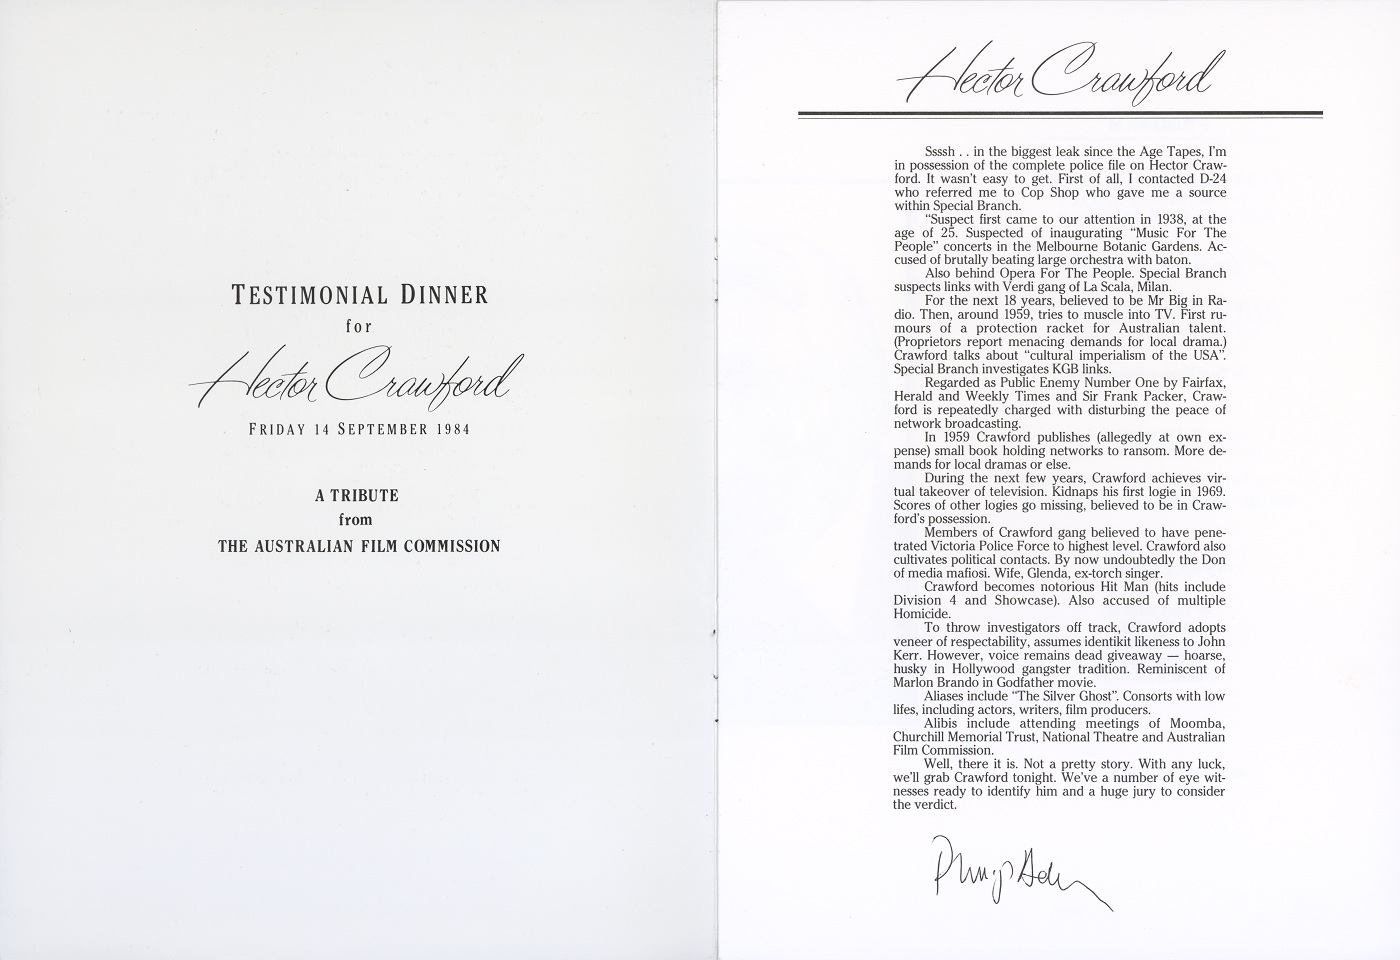 TESTIMONIAL DINNER
for
Hector Crawford
FRIDAY 14 SEPTEMBER 1984
A TRIBUTE
from
THE AUSTRALIAN FILM COMMISSION
Hector Crawford
Ssssh . . in the biggest leak since the Age Tapes, I'm
in possession of the complete police file on Hector Craw-
ford. It wasn't easy to get. First of all, I contacted D-24
who referred me to Cop Shop who gave me a source
within Special Branch.
“Suspect first came to our attention in 1938, at the
age of 25. Suspected of inaugurating “Music For The
People” concerts in the Melbourne Botanic Gardens. Ac-
cused of brutally beating large orchestra with baton.
Also behind Opera For The People. Special Branch
suspects links with Verdi gang of La Scala, Milan.
For the next 18 years, believed to be Mr Big in Ra-
dio. Then, around 1959, tries to muscle into TV. First ru-
mours of a protection racket for Australian talent.
(Proprietors report menacing demands for local drama.)
Crawford talks about “cultural imperialism of the USA”.
Special Branch investigates KGB links.
Regarded as Public Enemy Number One by Fairfax,
Herald and Weekly Times and Sir Frank Packer, Craw-
ford is repeatedly charged with disturbing the peace of
network broadcasting.
In 1959 Crawford publishes (allegedly at own ex-
pense) small book holding networks to ransom. More de-
mands for local dramas or else.
During the next few years, Crawford achieves vir-
tual takeover of television. Kidnaps his first logie in 1969.
Scores of other logies go missing, believed to be in Craw-
ford's possession.
Members of Crawford gang believed to have pene-
trated Victoria Police Force to highest level. Crawford also
cultivates political contacts. By now undoubtedly the Don
of media mafiosi. Wife, Glenda, ex-torch singer.
Crawford becomes notorious Hit Man (hits include
Division 4 and Showcase). Also accused of multiple
Homicide.
To throw investigators off track, Crawford adopts
veneer of respectability, assumes identikit likeness to John
Kerr. However, voice remains dead giveaway — hoarse,
husky in Hollywood gangster tradition. Reminiscent of
Marlon Brando in Godfather movie.
Aliases include “The Silver Ghost”. Consorts with low
lifes, including actors, writers, film producers.
Alibis include attending meetings of Moomba,
Churchill Memorial Trust, National Theatre and Australian
Film Commission.
Well, there it is. Not a pretty story. With any luck,
we'll grab Crawford tonight. We've a number of eye wit-
nesses ready to identify him and a huge jury to consider
the verdict.